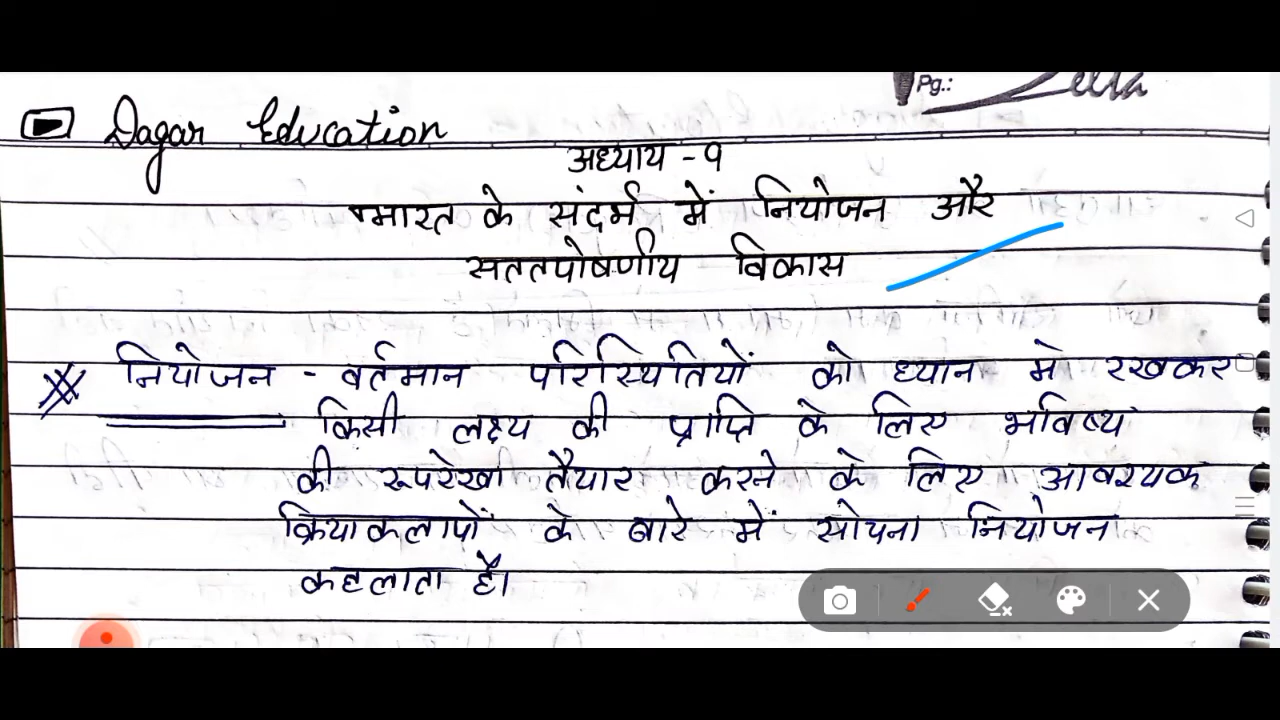 Pg.:
Dagar Education
अध्याय - 9
भारत के संदर्भ में नियोजन और
सततपोषणीय विकास
नियोजन - वर्तमान परिस्थितियों को ध्यान में रखकर
किसी लक्ष्य की प्राप्ति के लिए भविष्य
की रूपरेखा तैयार करने के लिए आवश्यक
क्रियाकलापों के बारे में सोचना नियोजन
कहलाता है।